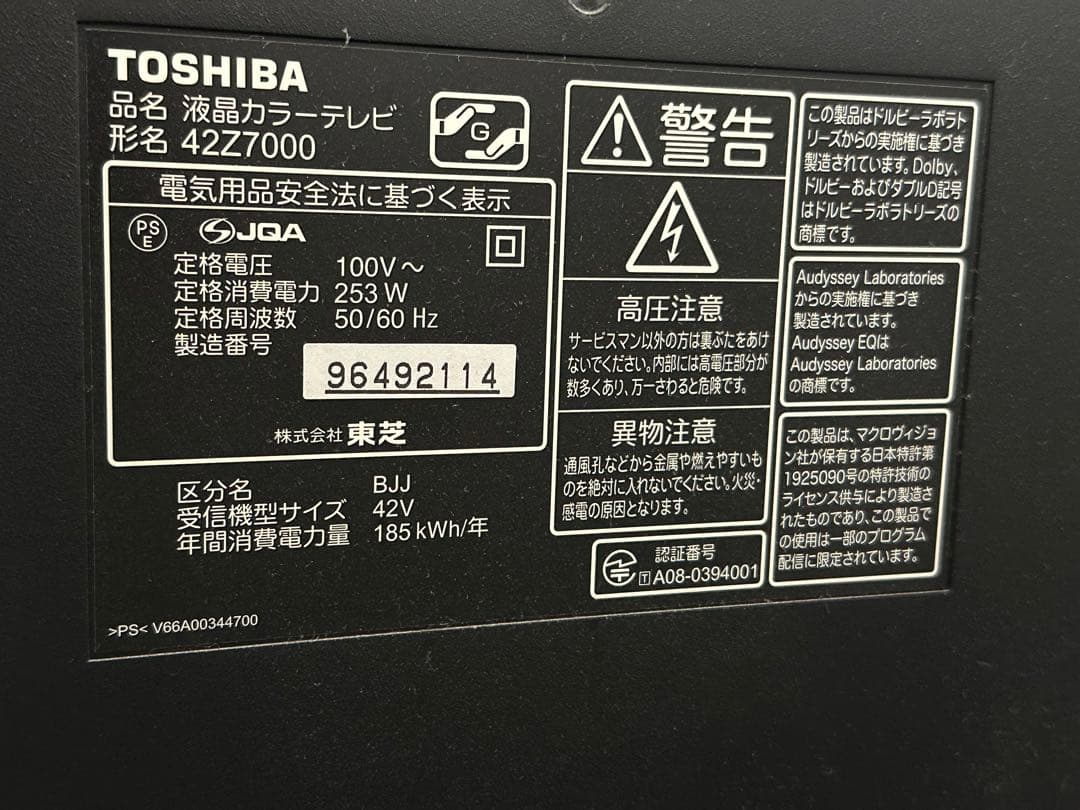 TOSHIBA
品名 液晶カラーテレビ
形名 42Z7000
G
電気用品安全法に基づく表示
PS
E
JQA
定格電圧 100V～
定格消費電力 253 W
定格周波数 50/60 Hz
製造番号
96492114
株式会社 東芝
区分名 BJJ
受信機型サイズ 42V
年間消費電力量 185 kWh/年
>PS< V66A00344700
警告
高圧注意
サービスマン以外の方は裏ぶたをあけ
ないでください。内部には高電圧部分が
数多くあり、万一さわると危険です。
異物注意
通風孔などから金属や燃えやすいも
のを絶対に入れないでください。火災・
感電の原因となります。
認証番号
T A08-0394001
この製品はドルビーラボラト
リーズからの実施権に基づき
製造されています。Dolby、
ドルビーおよびダブルD記号
はドルビーラボラトリーズの
商標です。
Audyssey Laboratories
からの実施権に基づき
製造されています。
Audyssey EQは
Audyssey Laboratories
の商標です。
この製品は、マクロヴィジョ
ン社が保有する日本特許第
1925090号の特許技術の
ライセンス供与により製造さ
れたものであり、この製品で
の使用は一部のプログラム
配信に限定されています。